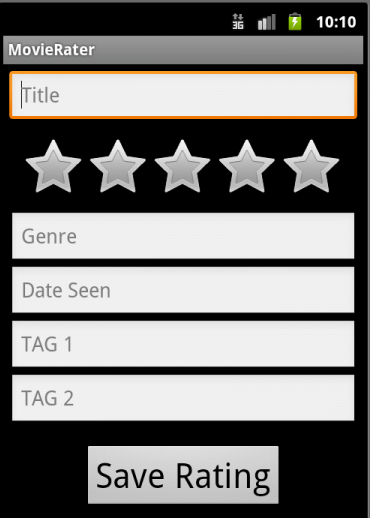 3G 10:10
MovieRater
Title
Genre
Date Seen
TAG 1
TAG 2
Save Rating